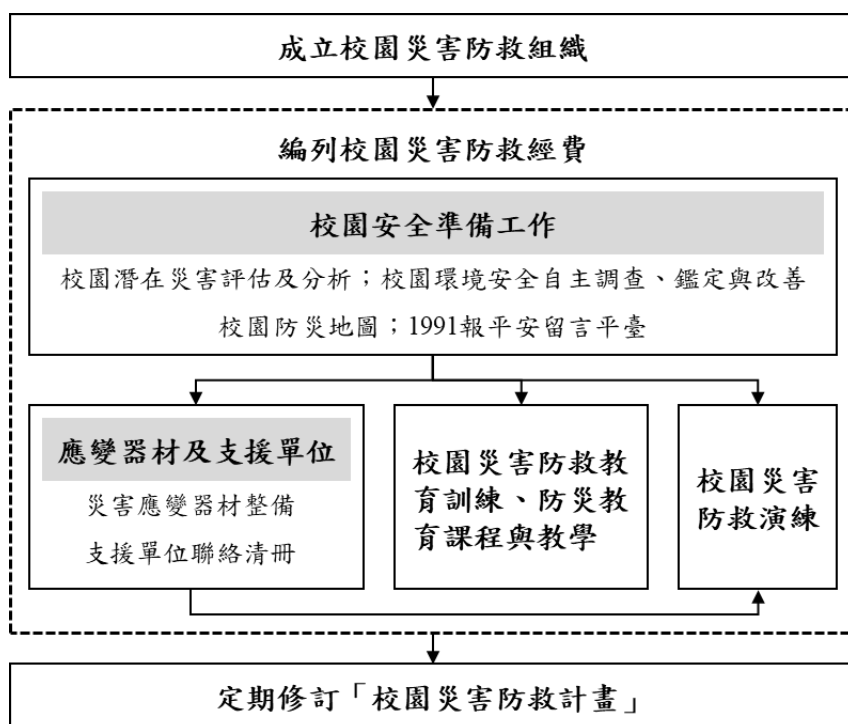 成立校園災害防救組織
編列校園災害防救經費
校園安全準備工作
校園潛在災害評估及分析；校園環境安全自主調查、鑑定與改善
校園防災地圖；1991報平安留言平臺
應變器材及支援單位
災害應變器材整備
支援單位聯絡清冊
校園災害防救教
育訓練、防災教
育課程與教學
校園災害
防救演練
定期修訂「校園災害防救計畫」